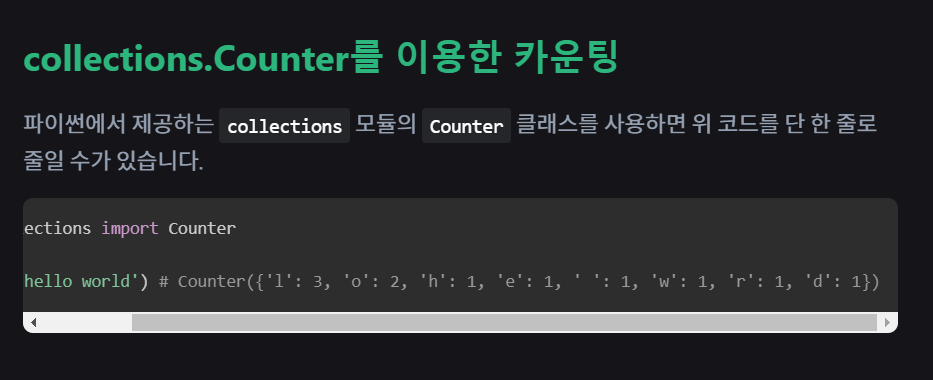 collections.Counter를 이용한 카운팅
파이썬에서 제공하는 collections 모듈의 Counter 클래스를 사용하면 위 코드를 단 한 줄로
줄일 수가 있습니다.
ections import Counter
hello world') # Counter({'l': 3, 'o': 2, 'h': 1, 'e': 1, ' ': 1, 'w': 1, 'r': 1, 'd': 1})